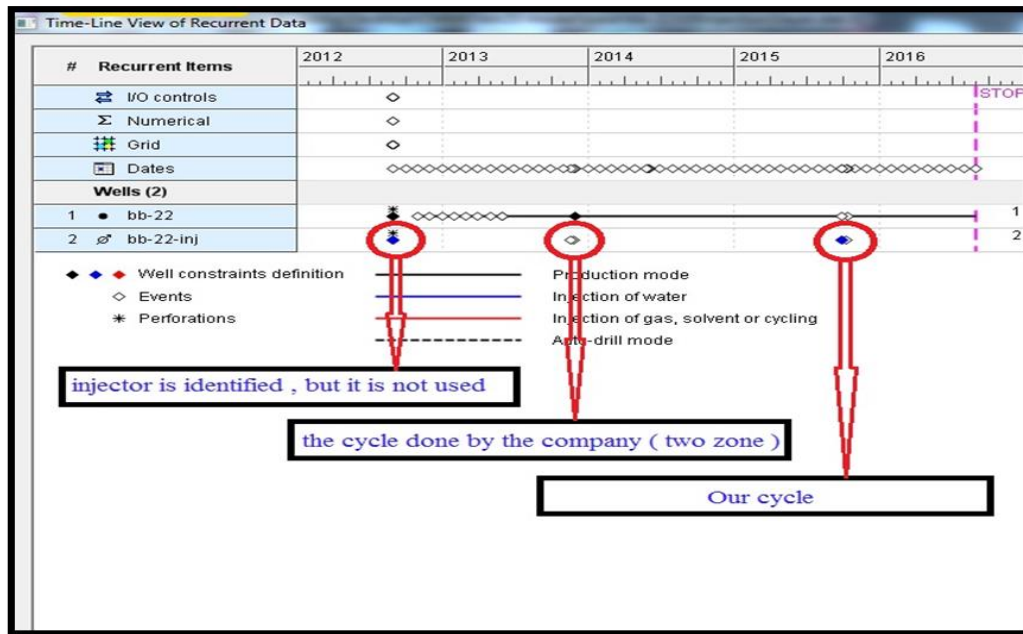 Time-Line View of Recurrent Data
# Recurrent Items 2012 2013 2014 2015 2016
I/O controls STOP
Σ Numerical
Grid
Dates
Wells (2)
1 bb-22 1
2 bb-22-inj 2
Well constraints definition Production mode
Events Injection of water
Perforations Injection of gas, solvent or cycling
Auto-drill mode
injector is identified , but it is not used
the cycle done by the company ( two zone )
Our cycle